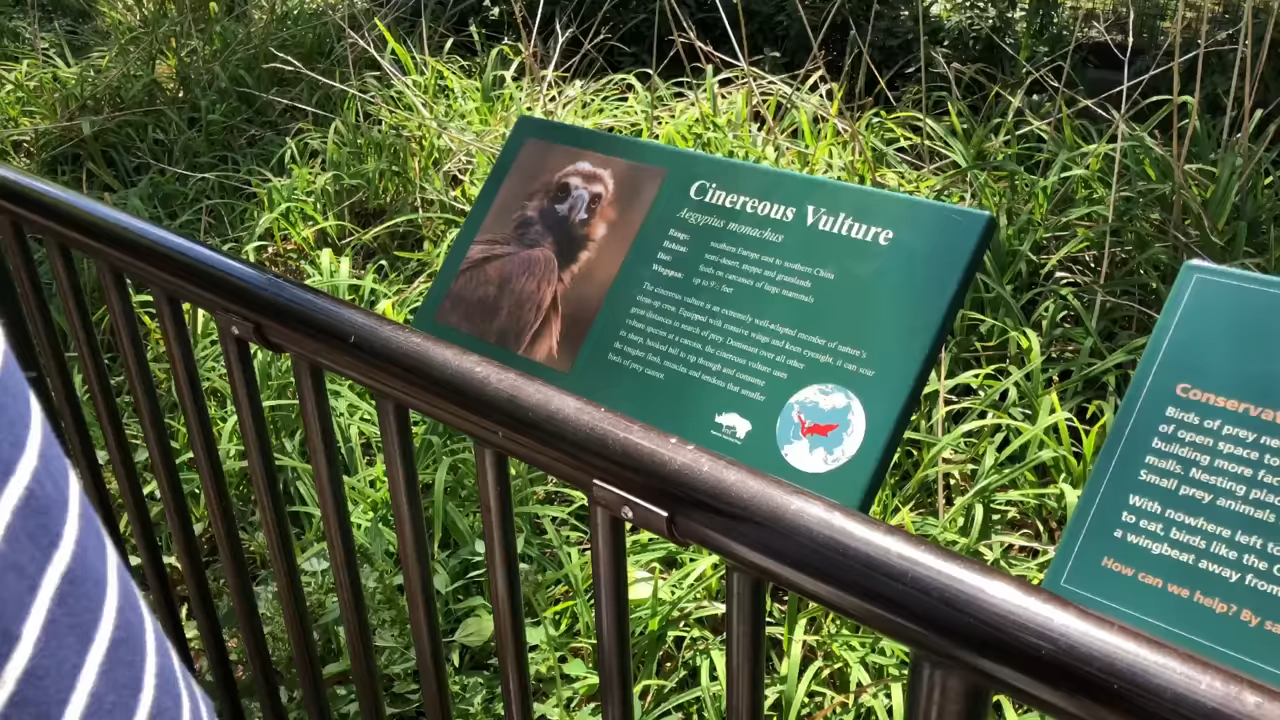 Cinereous Vulture
Aegypius monachus
Range: southern Europe east to southern China
Habitat: semi-desert, steppe and grasslands
Diet: feeds on carcasses of large mammals
Wingspan: up to 9½ feet
The cinereous vulture is an extremely well-adapted member of nature's
clean-up crew. Equipped with massive wings and keen eyesight, it can soar
great distances in search of prey. Dominant over all other
vulture species at a carcass, the cinereous vulture uses
its sharp, hooked bill to rip through and consume
the tougher flesh, muscles and tendons that smaller
birds of prey cannot.
Conserva
Birds of prey ne
of open space to
building more fac
malls. Nesting pla
Small prey animals
With nowhere left to
to eat, birds like the C
a wingbeat away from
How can we help? By sa